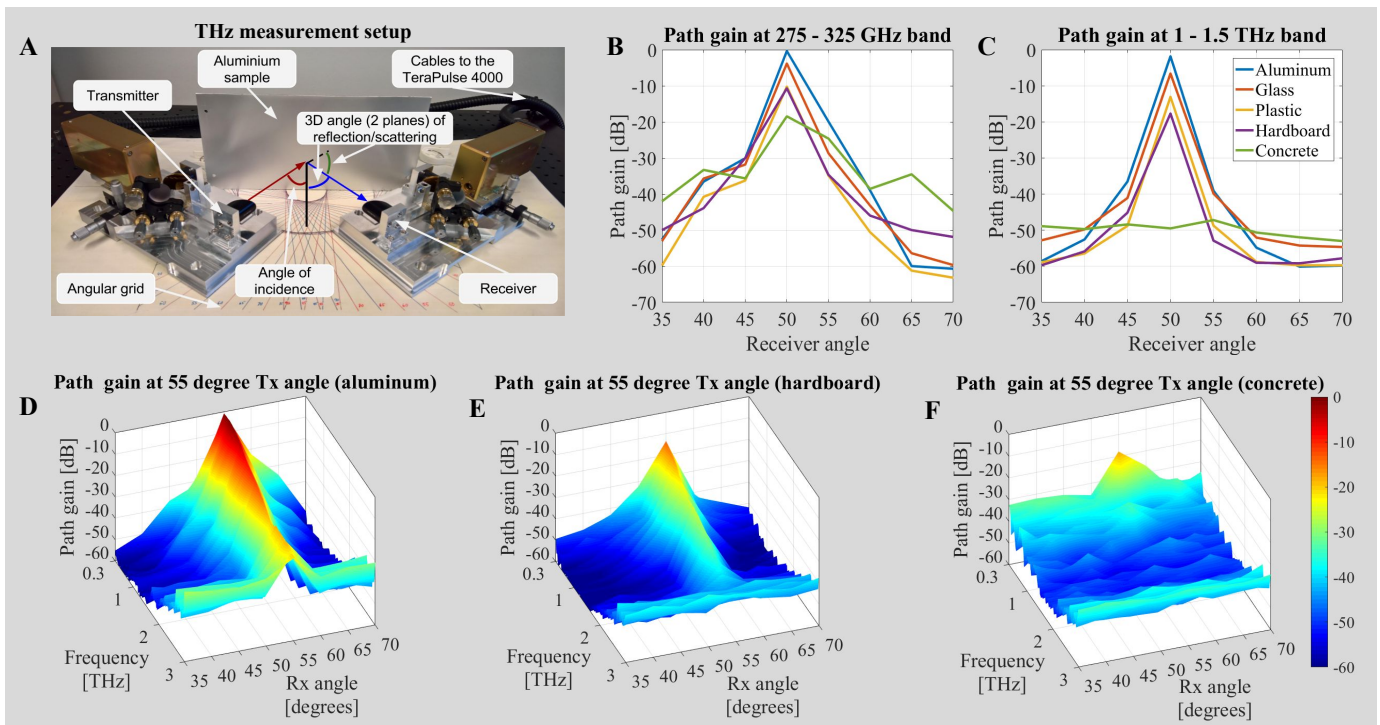 A
THz measurement setup
Aluminium
sample
Cables to the
TeraPulse 4000
Transmitter
3D angle (2 planes) of
reflection/scattering
Angular grid
Angle of
incidence
Receiver
B
Path gain at 275 - 325 GHz band
Path gain [dB]
0
-10
-20
-30
-40
-50
-60
-70
35 40 45 50 55 60 65 70
Receiver angle
C
Path gain at 1 - 1.5 THz band
Path gain [dB]
0
-10
-20
-30
-40
-50
-60
-70
35 40 45 50 55 60 65 70
Receiver angle
Aluminum
Glass
Plastic
Hardboard
Concrete
D
Path gain at 55 degree Tx angle (aluminum)
Path gain [dB]
0
-10
-20
-30
-40
-50
-60
0.3
1
2
3
Frequency
[THz]
35 40 45 50 55 60 65 70
Rx angle
[degrees]
E
Path gain at 55 degree Tx angle (hardboard)
Path gain [dB]
0
-10
-20
-30
-40
-50
-60
0.3
1
2
3
Frequency
[THz]
35 40 45 50 55 60 65 70
Rx angle
[degrees]
F
Path gain at 55 degree Tx angle (concrete)
Path gain [dB]
0
-10
-20
-30
-40
-50
-60
0.3
1
2
3
Frequency
[THz]
35 40 45 50 55 60 65 70
Rx angle
[degrees]
0
-10
-20
-30
-40
-50
-60